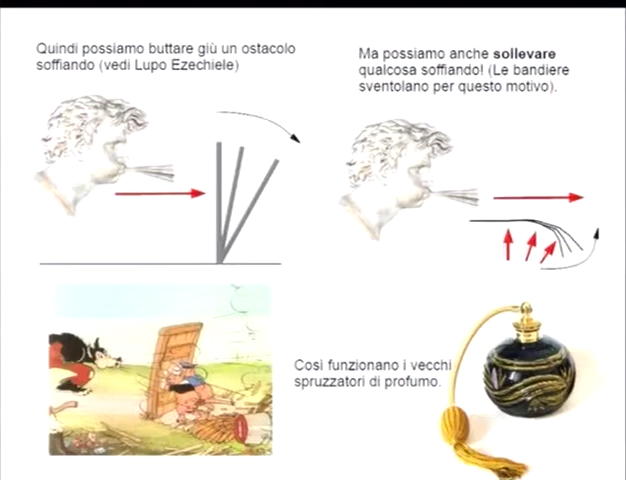 Quindi possiamo buttare giù un ostacolo
soffiando (vedi Lupo Ezechiele)
Ma possiamo anche sollevare
qualcosa soffiando! (Le bandiere
sventolano per questo motivo).
Così funzionano i vecchi
spruzzatori di profumo.